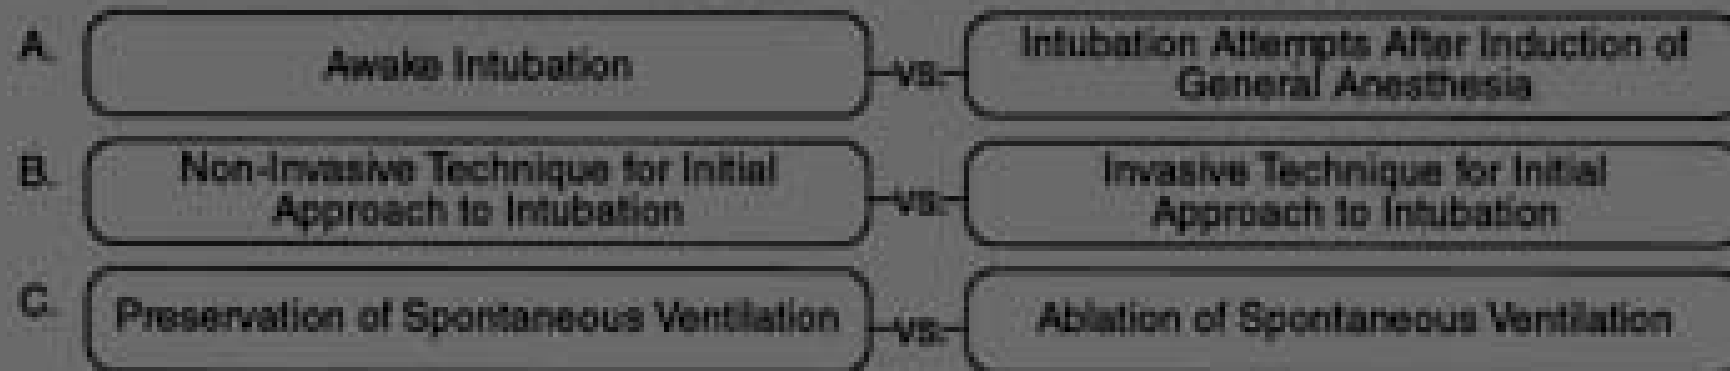 A.
Awake Intubation
vs.
Intubation Attempts After Induction of
General Anesthesia
B.
Non-Invasive Technique for Initial
Approach to Intubation
vs.
Invasive Technique for Initial
Approach to Intubation
C.
Preservation of Spontaneous Ventilation
vs.
Ablation of Spontaneous Ventilation